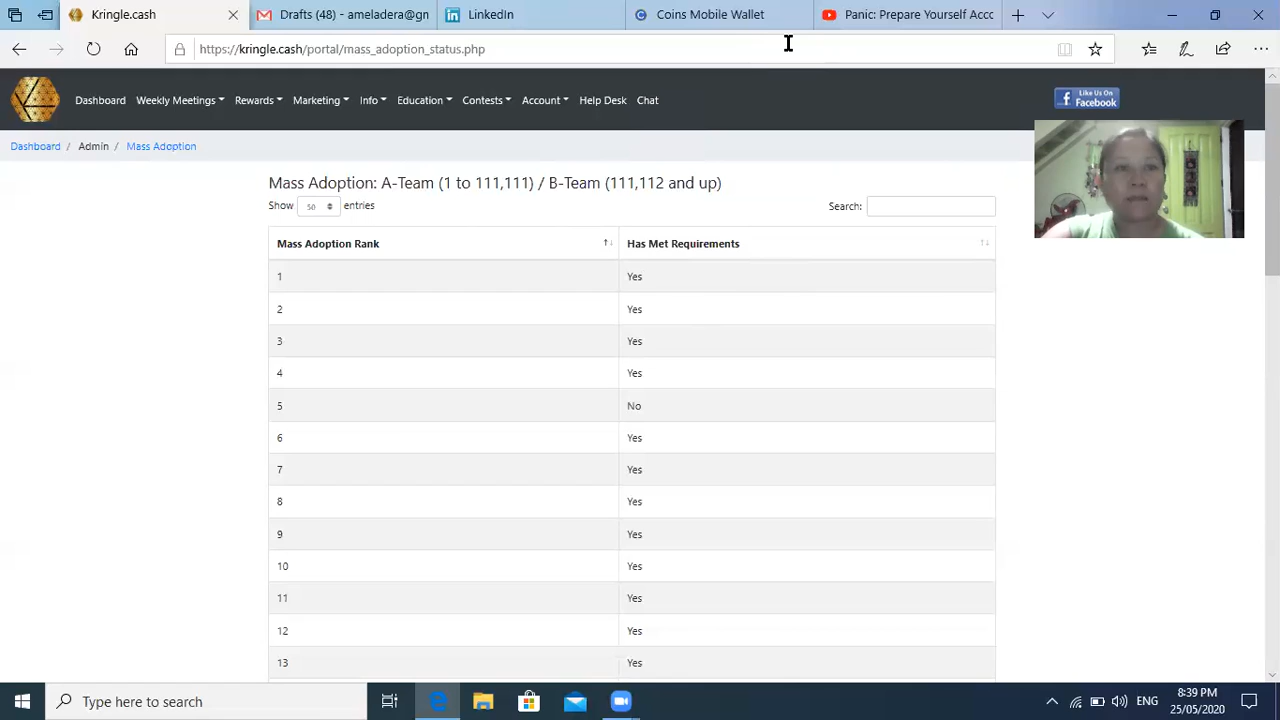 Kringle.cash
Drafts (48) - ameladera@gn
LinkedIn
Coins Mobile Wallet
Panic: Prepare Yourself Acco
https://kringle.cash/portal/mass_adoption_status.php
Dashboard Weekly Meetings Rewards Marketing Info Education Contests Account Help Desk Chat
Like Us On
Facebook
Dashboard / Admin / Mass Adoption
Mass Adoption: A-Team (1 to 111,111) / B-Team (111,112 and up)
Show 50 entries
Search:
Mass Adoption Rank Has Met Requirements
1 Yes
2 Yes
3 Yes
4 Yes
5 No
6 Yes
7 Yes
8 Yes
9 Yes
10 Yes
11 Yes
12 Yes
13 Yes
Type here to search
ENG
8:39 PM
25/05/2020